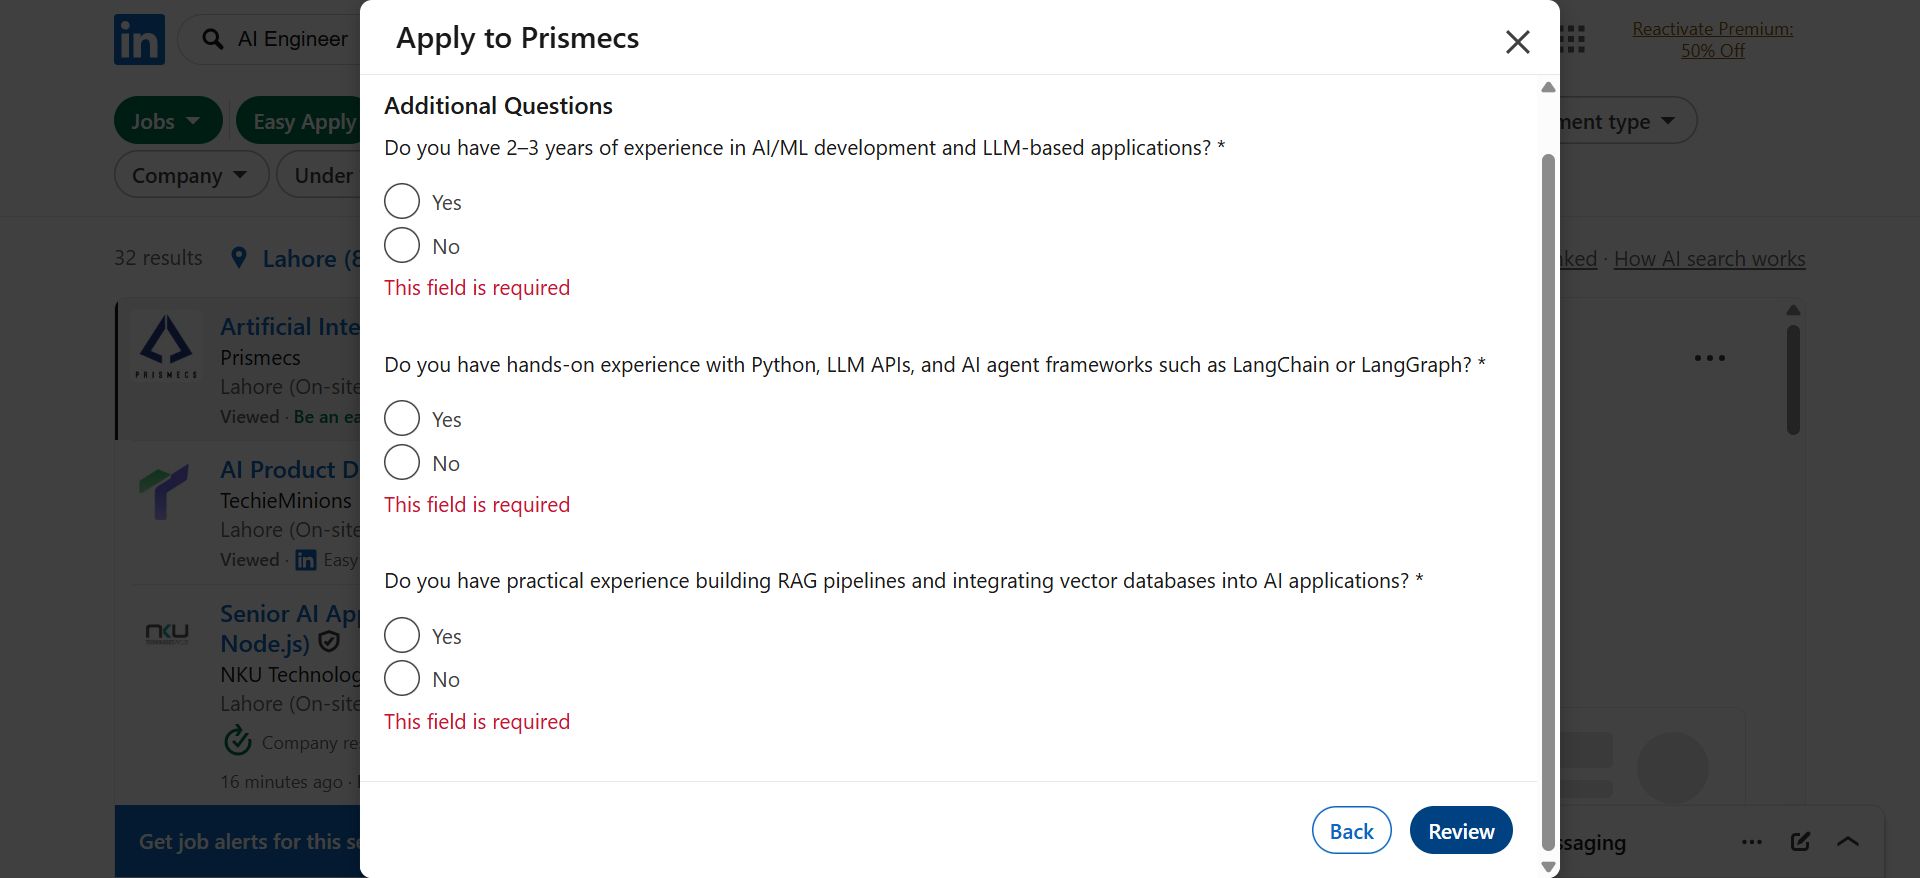 in
AI Engineer
Apply to Prismecs
Reactivate Premium:
50% Off
Jobs
Easy Apply
ment type
Company
Under
32 results
Lahore (8
How AI search works
Additional Questions
Do you have 2–3 years of experience in AI/ML development and LLM-based applications? *
Yes
No
This field is required
Do you have hands-on experience with Python, LLM APIs, and AI agent frameworks such as LangChain or LangGraph? *
Yes
No
This field is required
Do you have practical experience building RAG pipelines and integrating vector databases into AI applications? *
Yes
No
This field is required
Back
Review
PRISMECS
Artificial Inte
Prismecs
Lahore (On-site
Viewed · Be an ea
AI Product D
TechieMinions
Lahore (On-site
Viewed · in Easy
nku
Senior AI App
Node.js)
NKU Technolog
Lahore (On-site
Company re
16 minutes ago ·
Get job alerts for this se
ssaging